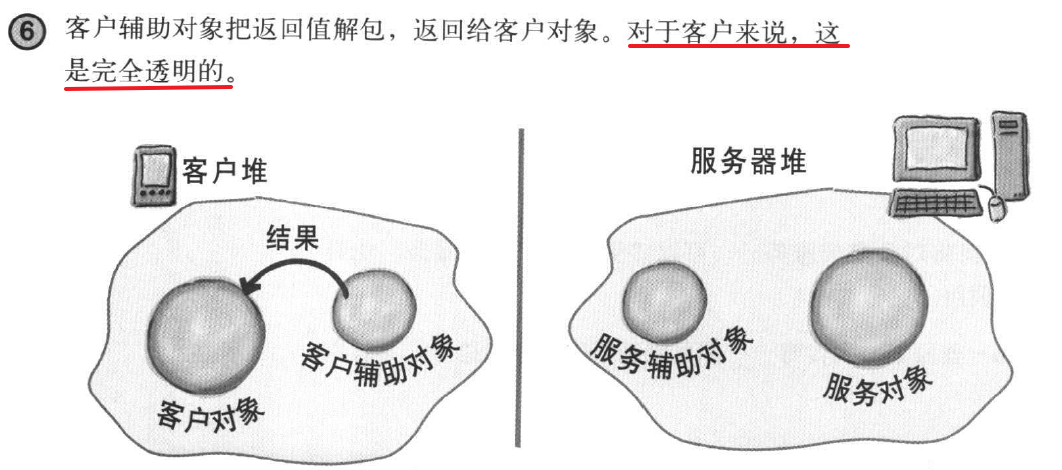 6 客户辅助对象把返回值解包，返回给客户对象。对于客户来说，这
是完全透明的。
客户堆
服务器堆
结果
客户辅助对象
客户对象
服务辅助对象
服务对象